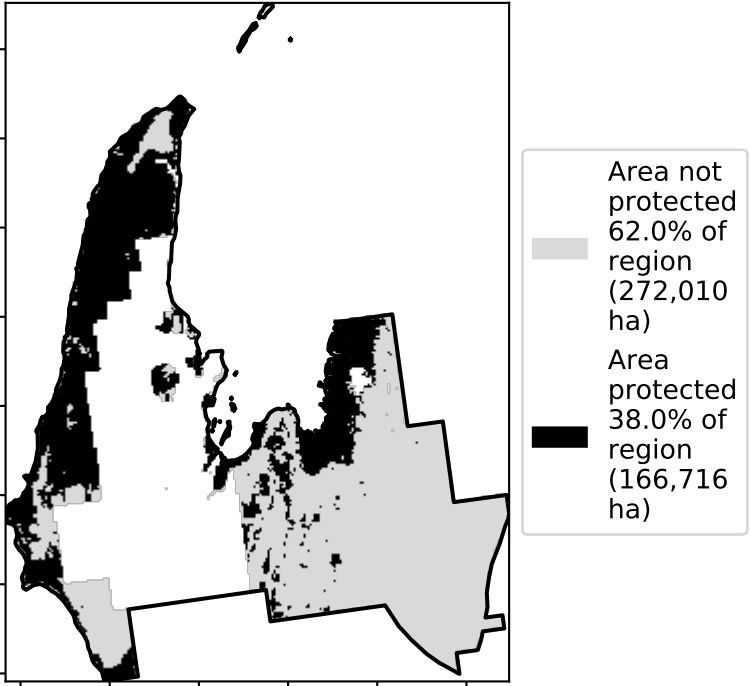 Area not
protected
62.0% of
region
(272,010
ha)
Area
protected
38.0% of
region
(166,716
ha)